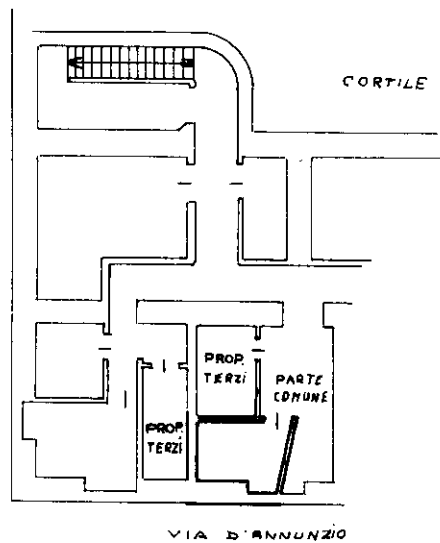 CORTILE
PROP.
TERZI
PARTE
COMUNE
PROP.
TERZI
VIA D'ANNUNZIO